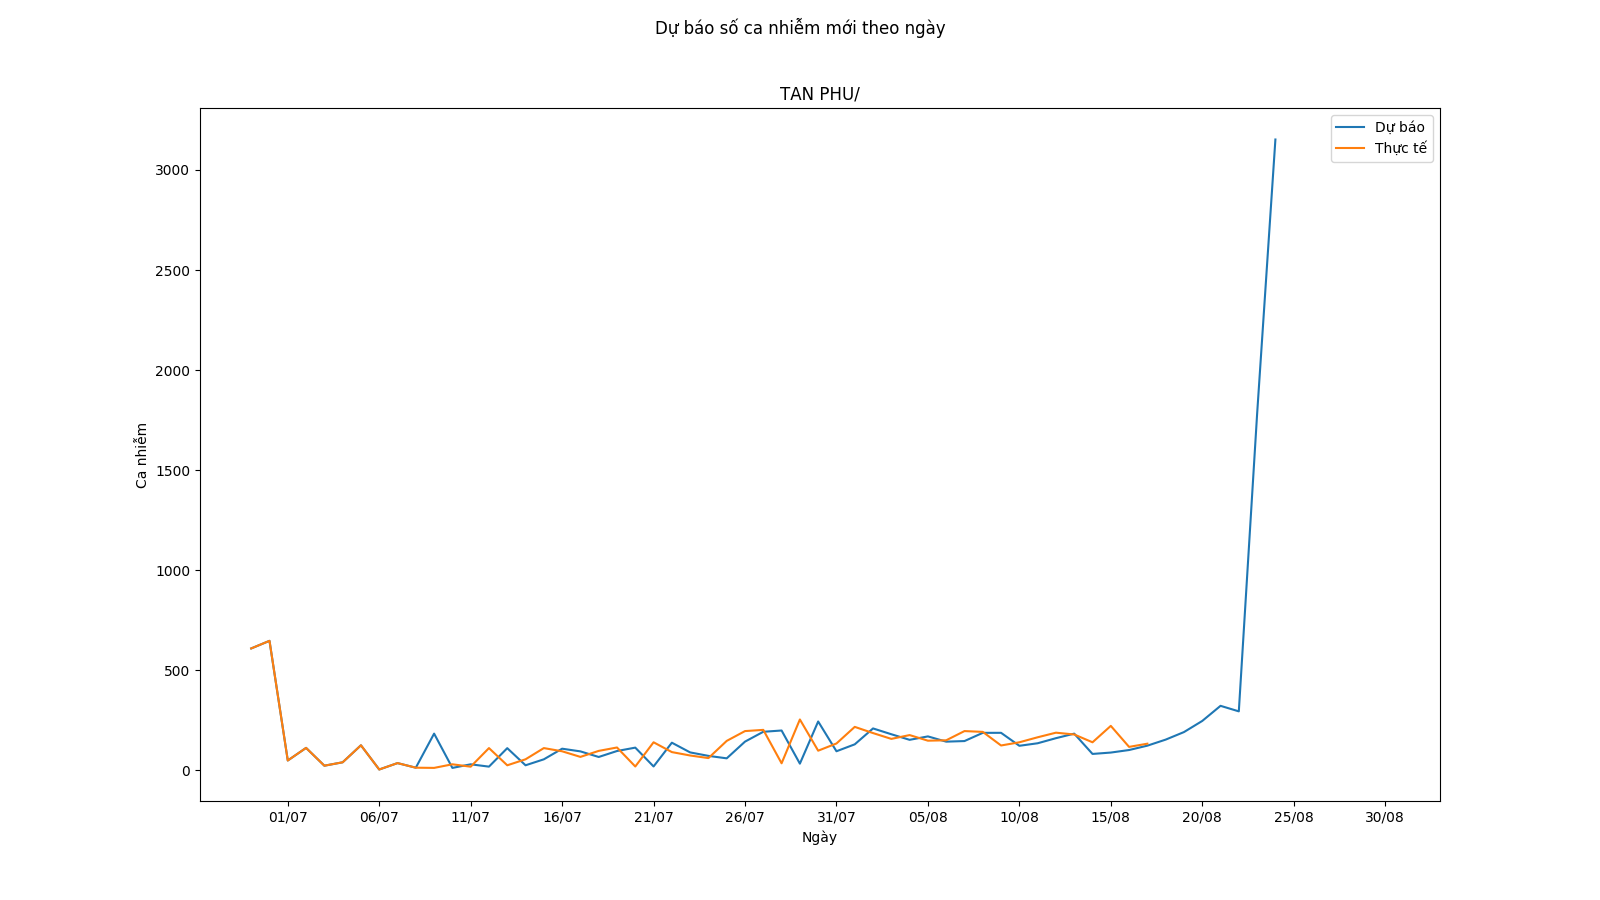 Dự báo số ca nhiễm mới theo ngày
TAN PHU/
Dự báo
Thực tế
3000
2500
2000
1500
1000
500
0
Ca nhiễm
01/07 06/07 11/07 16/07 21/07 26/07 31/07 05/08 10/08 15/08 20/08 25/08 30/08
Ngày